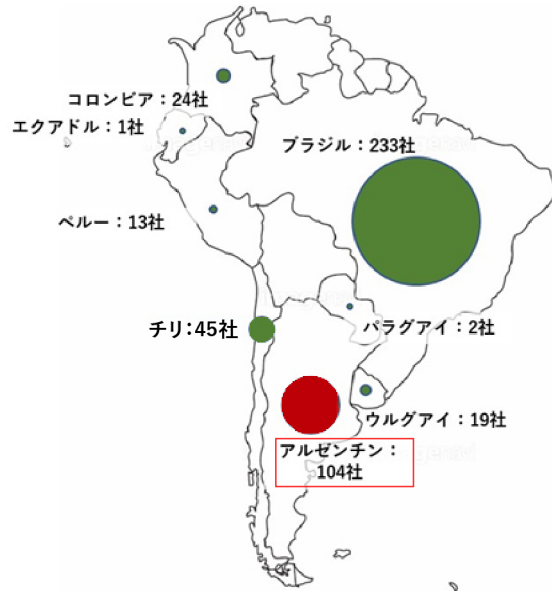 コロンビア：24社
エクアドル：1社
ブラジル：233社
ペルー：13社
チリ：45社
パラグアイ：2社
ウルグアイ：19社
アルゼンチン：
104社